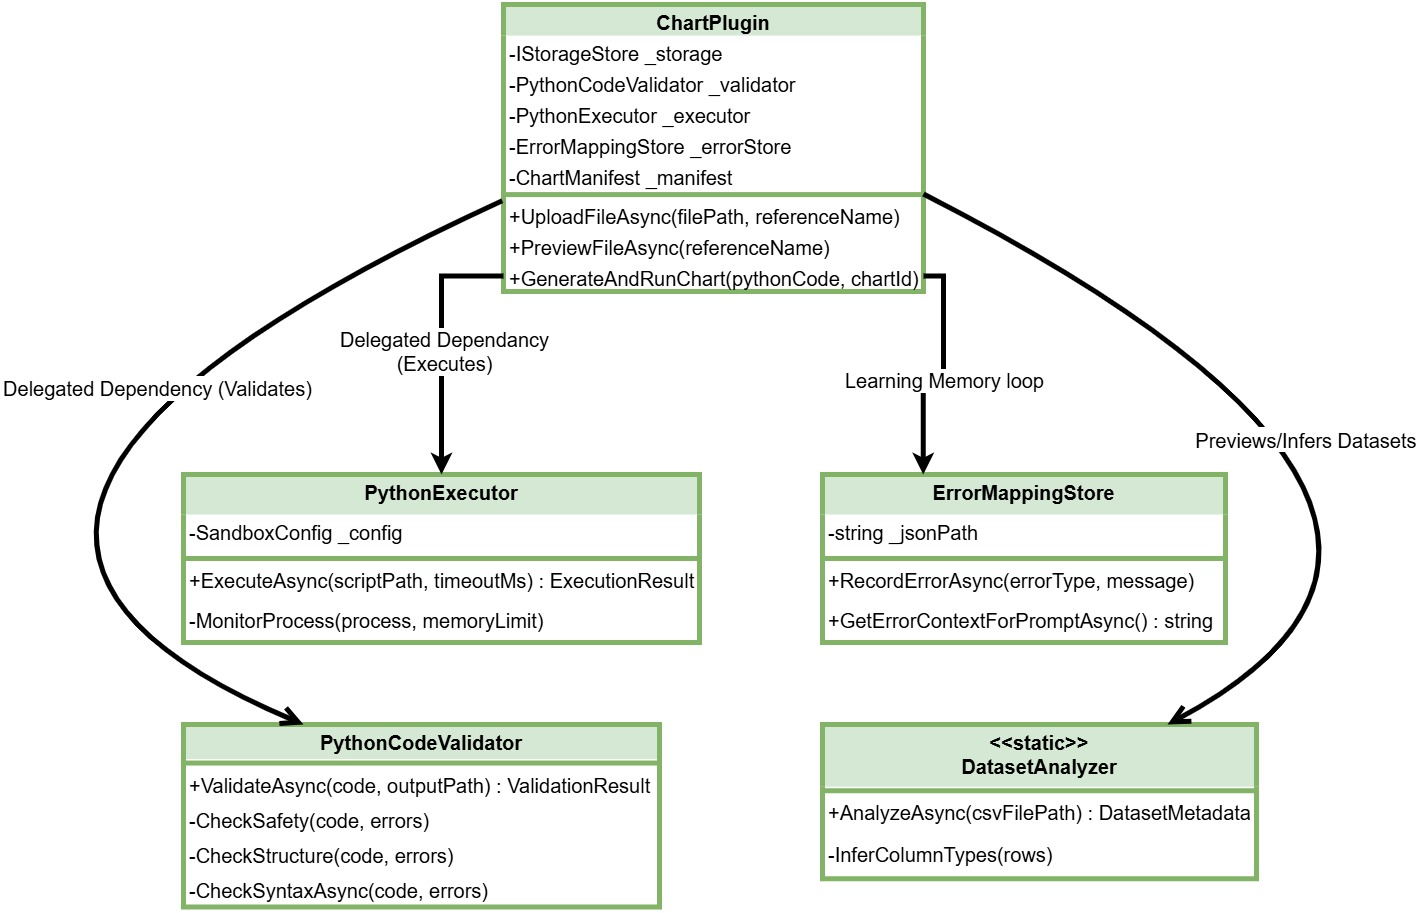 ChartPlugin
-IStorageStore _storage
-PythonCodeValidator _validator
-PythonExecutor _executor
-ErrorMappingStore _errorStore
-ChartManifest _manifest
+UploadFileAsync(filePath, referenceName)
+PreviewFileAsync(referenceName)
+GenerateAndRunChart(pythonCode, chartId)
Delegated Dependancy
(Executes)
Delegated Dependency (Validates)
Learning Memory loop
Previews/Infers Datasets
PythonExecutor
-SandboxConfig _config
+ExecuteAsync(scriptPath, timeoutMs) : ExecutionResult
-MonitorProcess(process, memoryLimit)
ErrorMappingStore
-string _jsonPath
+RecordErrorAsync(errorType, message)
+GetErrorContextForPromptAsync() : string
PythonCodeValidator
+ValidateAsync(code, outputPath) : ValidationResult
-CheckSafety(code, errors)
-CheckStructure(code, errors)
-CheckSyntaxAsync(code, errors)
<<static>>
DatasetAnalyzer
+AnalyzeAsync(csvFilePath) : DatasetMetadata
-InferColumnTypes(rows)